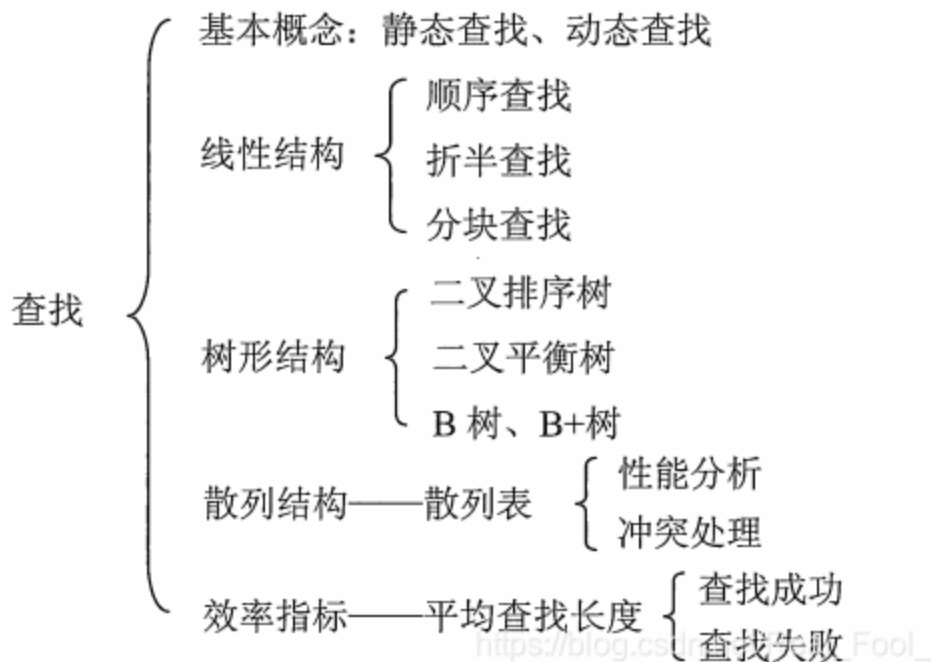 基本概念：静态查找、动态查找
顺序查找
线性结构
折半查找
分块查找
查找
二叉排序树
树形结构
二叉平衡树
B 树、B+树
散列结构——散列表
性能分析
冲突处理
效率指标——平均查找长度
查找成功
查找失败
https://blog.csdn
Fool_